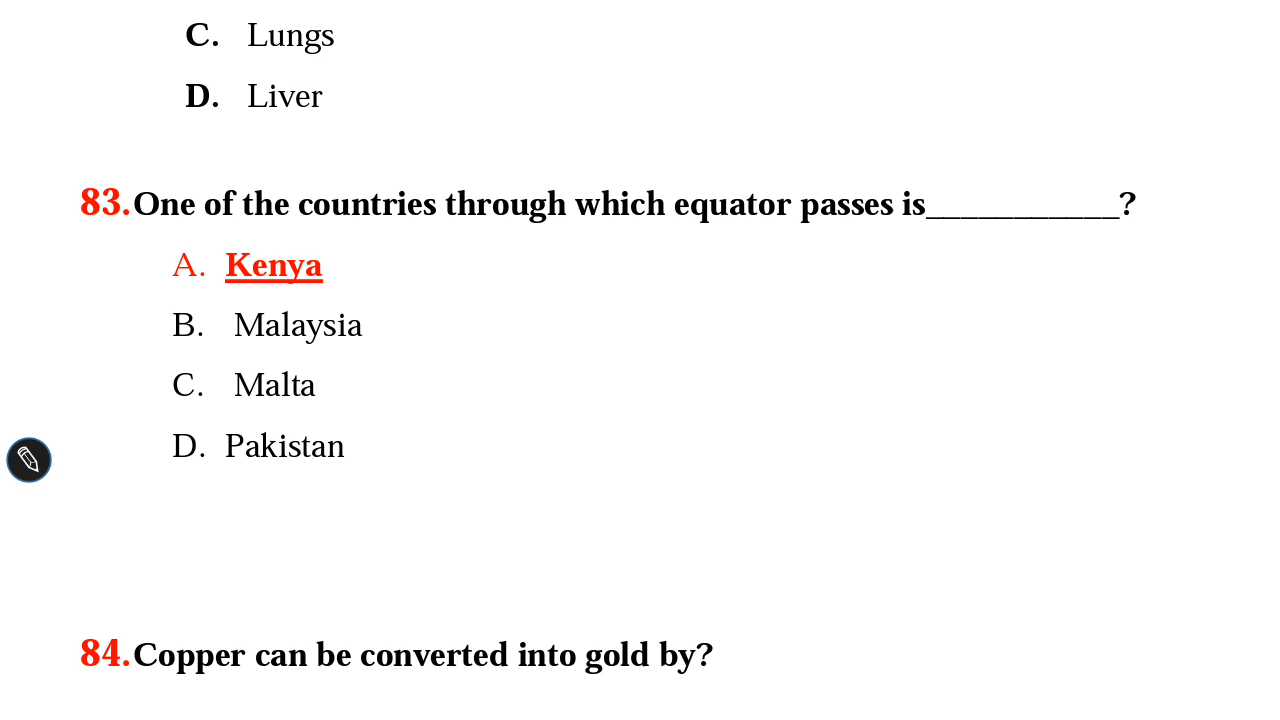 C. Lungs
D. Liver
83.One of the countries through which equator passes is___________?
A. Kenya
B. Malaysia
C. Malta
D. Pakistan
84.Copper can be converted into gold by?